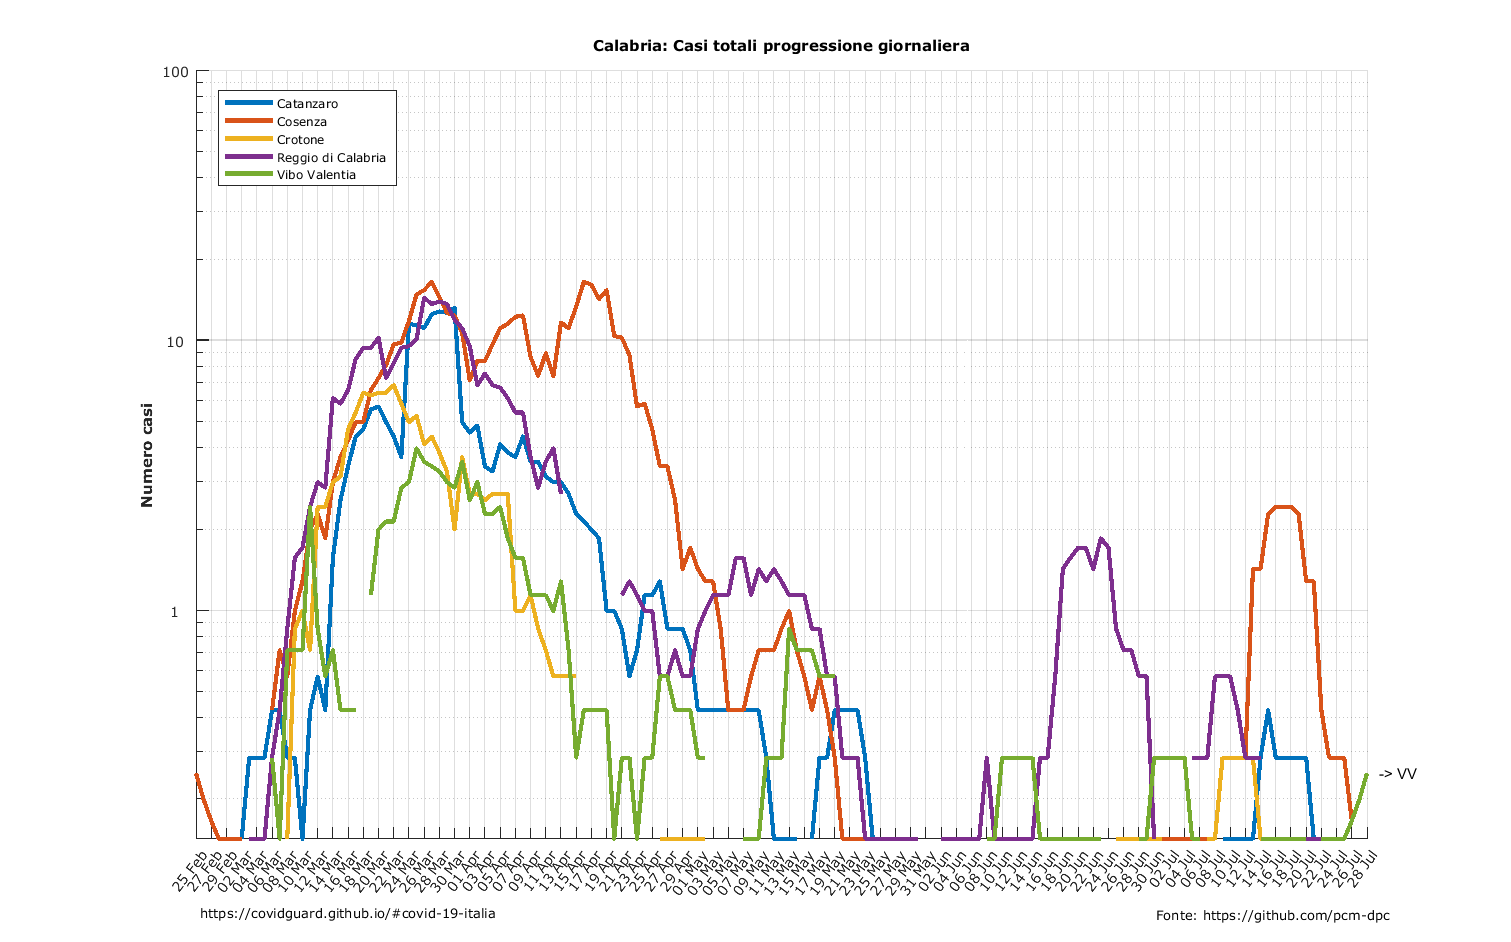 Calabria: Casi totali progressione giornaliera
100
10
1
Numero casi
Catanzaro
Cosenza
Crotone
Reggio di Calabria
Vibo Valentia
-> VV
25 Feb
27 Feb
29 Feb
02 Mar
04 Mar
06 Mar
08 Mar
10 Mar
12 Mar
14 Mar
16 Mar
18 Mar
20 Mar
22 Mar
24 Mar
26 Mar
28 Mar
30 Mar
01 Apr
03 Apr
05 Apr
07 Apr
09 Apr
11 Apr
13 Apr
15 Apr
17 Apr
19 Apr
21 Apr
23 Apr
25 Apr
27 Apr
29 Apr
01 May
03 May
05 May
07 May
09 May
11 May
13 May
15 May
17 May
19 May
21 May
23 May
25 May
27 May
29 May
31 May
02 Jun
04 Jun
06 Jun
08 Jun
10 Jun
12 Jun
14 Jun
16 Jun
18 Jun
20 Jun
22 Jun
24 Jun
26 Jun
28 Jun
30 Jun
02 Jul
04 Jul
06 Jul
08 Jul
10 Jul
12 Jul
14 Jul
16 Jul
18 Jul
20 Jul
22 Jul
24 Jul
26 Jul
28 Jul
https://covidguard.github.io/#covid-19-italia
Fonte: https://github.com/pcm-dpc